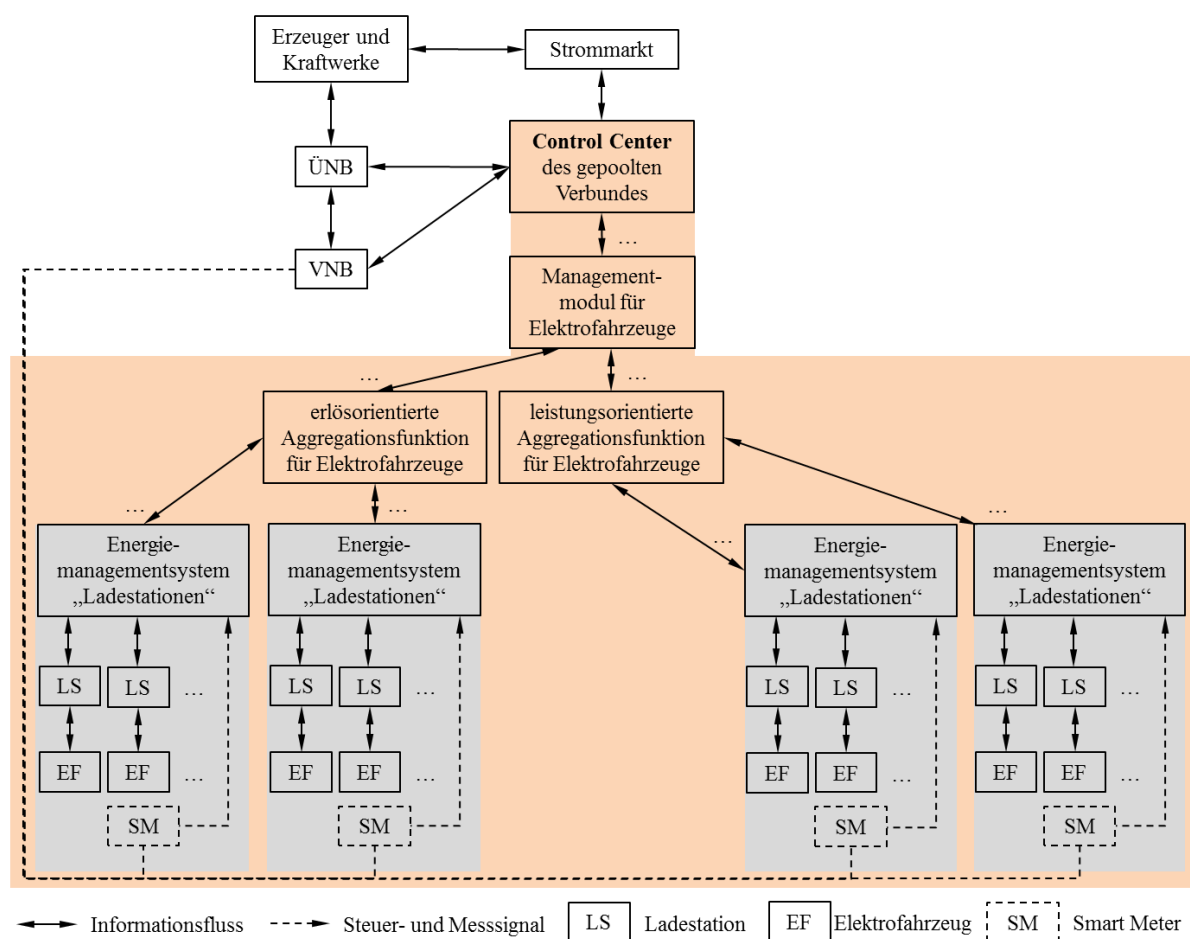 Erzeuger und
Kraftwerke
Strommarkt
Control Center
des gepoolten
Verbundes
ÜNB
VNB
…
Management-
modul für
Elektrofahrzeuge
…
…
erlösorientierte
Aggregationsfunktion
für Elektrofahrzeuge
leistungsorientierte
Aggregationsfunktion
für Elektrofahrzeuge
…
…
…
…
Energie-
managementsystem
„Ladestationen“
Energie-
managementsystem
„Ladestationen“
Energie-
managementsystem
„Ladestationen“
Energie-
managementsystem
„Ladestationen“
LS LS …
LS LS …
LS LS …
LS LS …
EF EF …
EF EF …
EF EF …
EF EF …
SM
SM
SM
SM
Informationsfluss
Steuer- und Messsignal
LS Ladestation
EF Elektrofahrzeug
SM Smart Meter